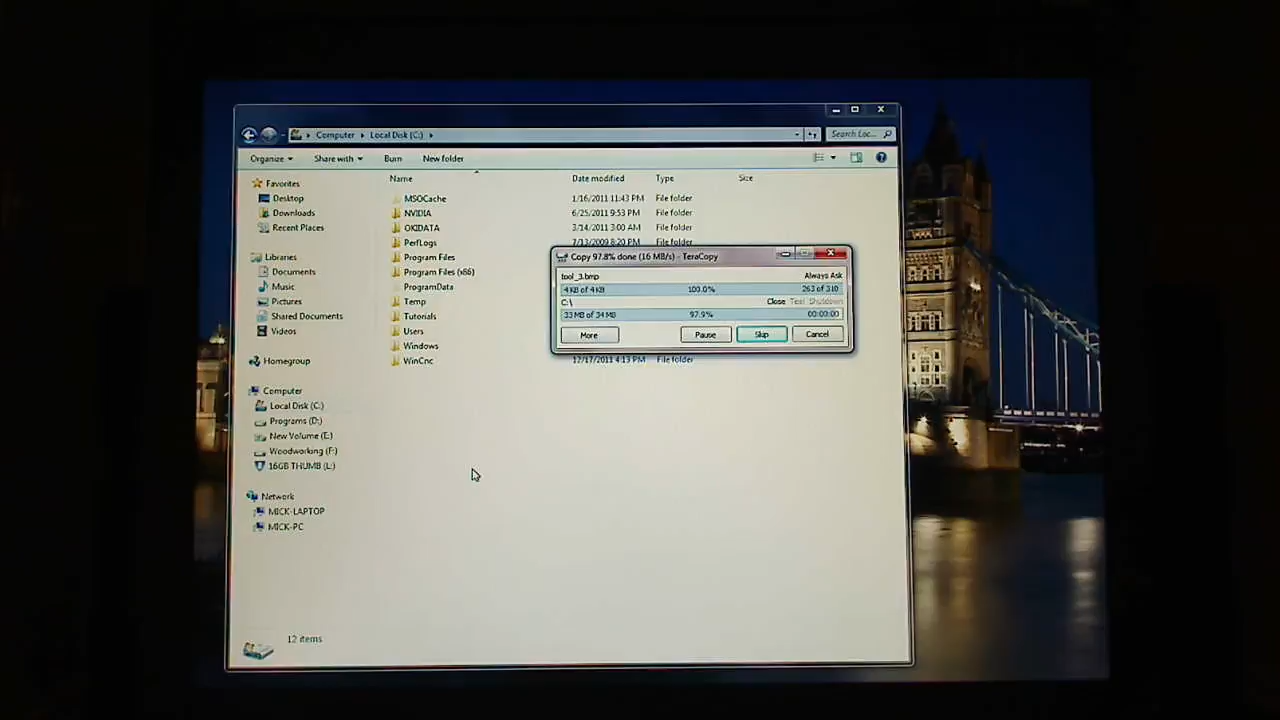 Computer ▸ Local Disk (C:) ▸
Search Loc...
Organize ▾ Share with ▾ Burn New folder
Name Date modified Type Size
Favorites
Desktop
Downloads
Recent Places
Libraries
Documents
Music
Pictures
Shared Documents
Videos
Homegroup
Computer
Local Disk (C:)
Programs (D:)
New Volume (E:)
Woodworking (F:)
16GB THUMB (L:)
Network
MICK-LAPTOP
MICK-PC
MSOCache 1/16/2011 11:43 PM File folder
NVIDIA 6/25/2011 9:53 PM File folder
OKIDATA 3/14/2011 3:00 AM File folder
PerfLogs 7/13/2009 8:20 PM File folder
Program Files
Program Files (x86)
ProgramData
Temp
Tutorials
Users
Windows
WinCnc 12/17/2011 4:13 PM File folder
Copy 97.8% done (16 MB/s) - TeraCopy
tool_3.bmp Always Ask
4 KB of 4 KB 100.0% 263 of 310
C:\ Close Test Shutdown
33 MB of 34 MB 97.9% 00:00:00
More Pause Skip Cancel
12 items